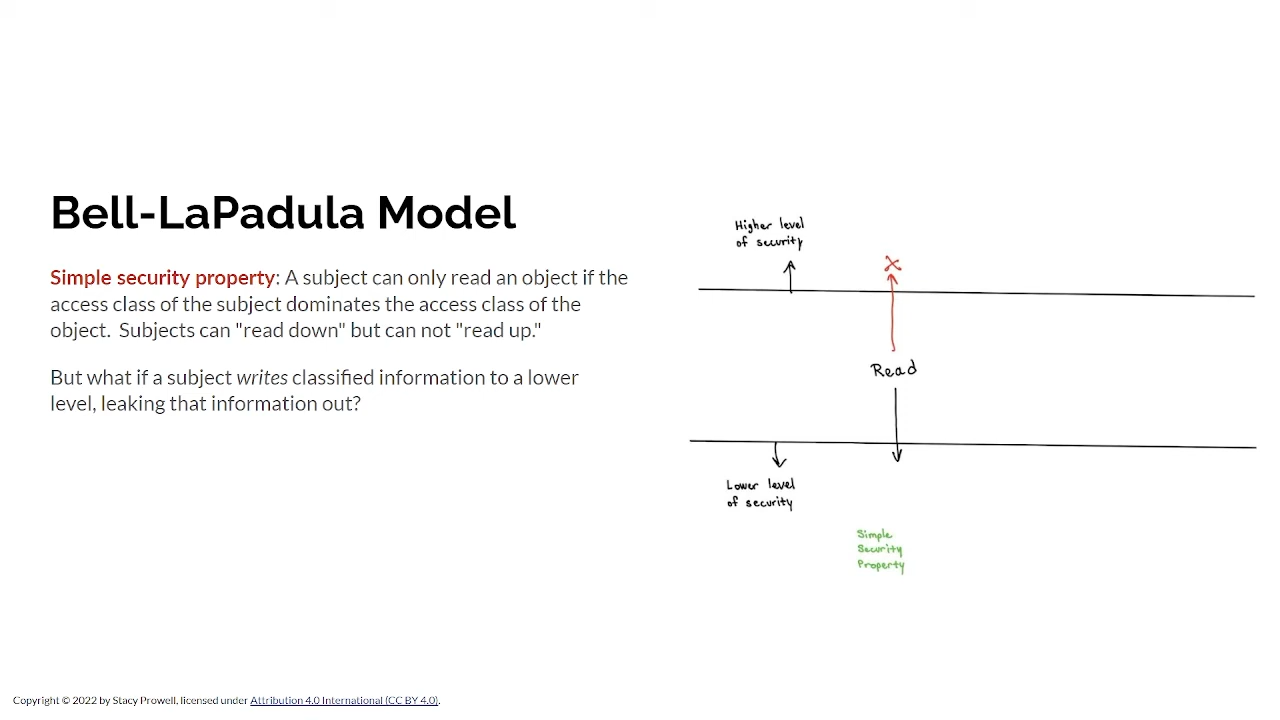 Bell-LaPadula Model
Simple security property: A subject can only read an object if the
access class of the subject dominates the access class of the
object.  Subjects can "read down" but can not "read up."
But what if a subject writes classified information to a lower
level, leaking that information out?
Higher level
of security
Read
Lower level
of security
Simple
Security
Property
Copyright © 2022 by Stacy Prowell, licensed under Attribution 4.0 International (CC BY 4.0).